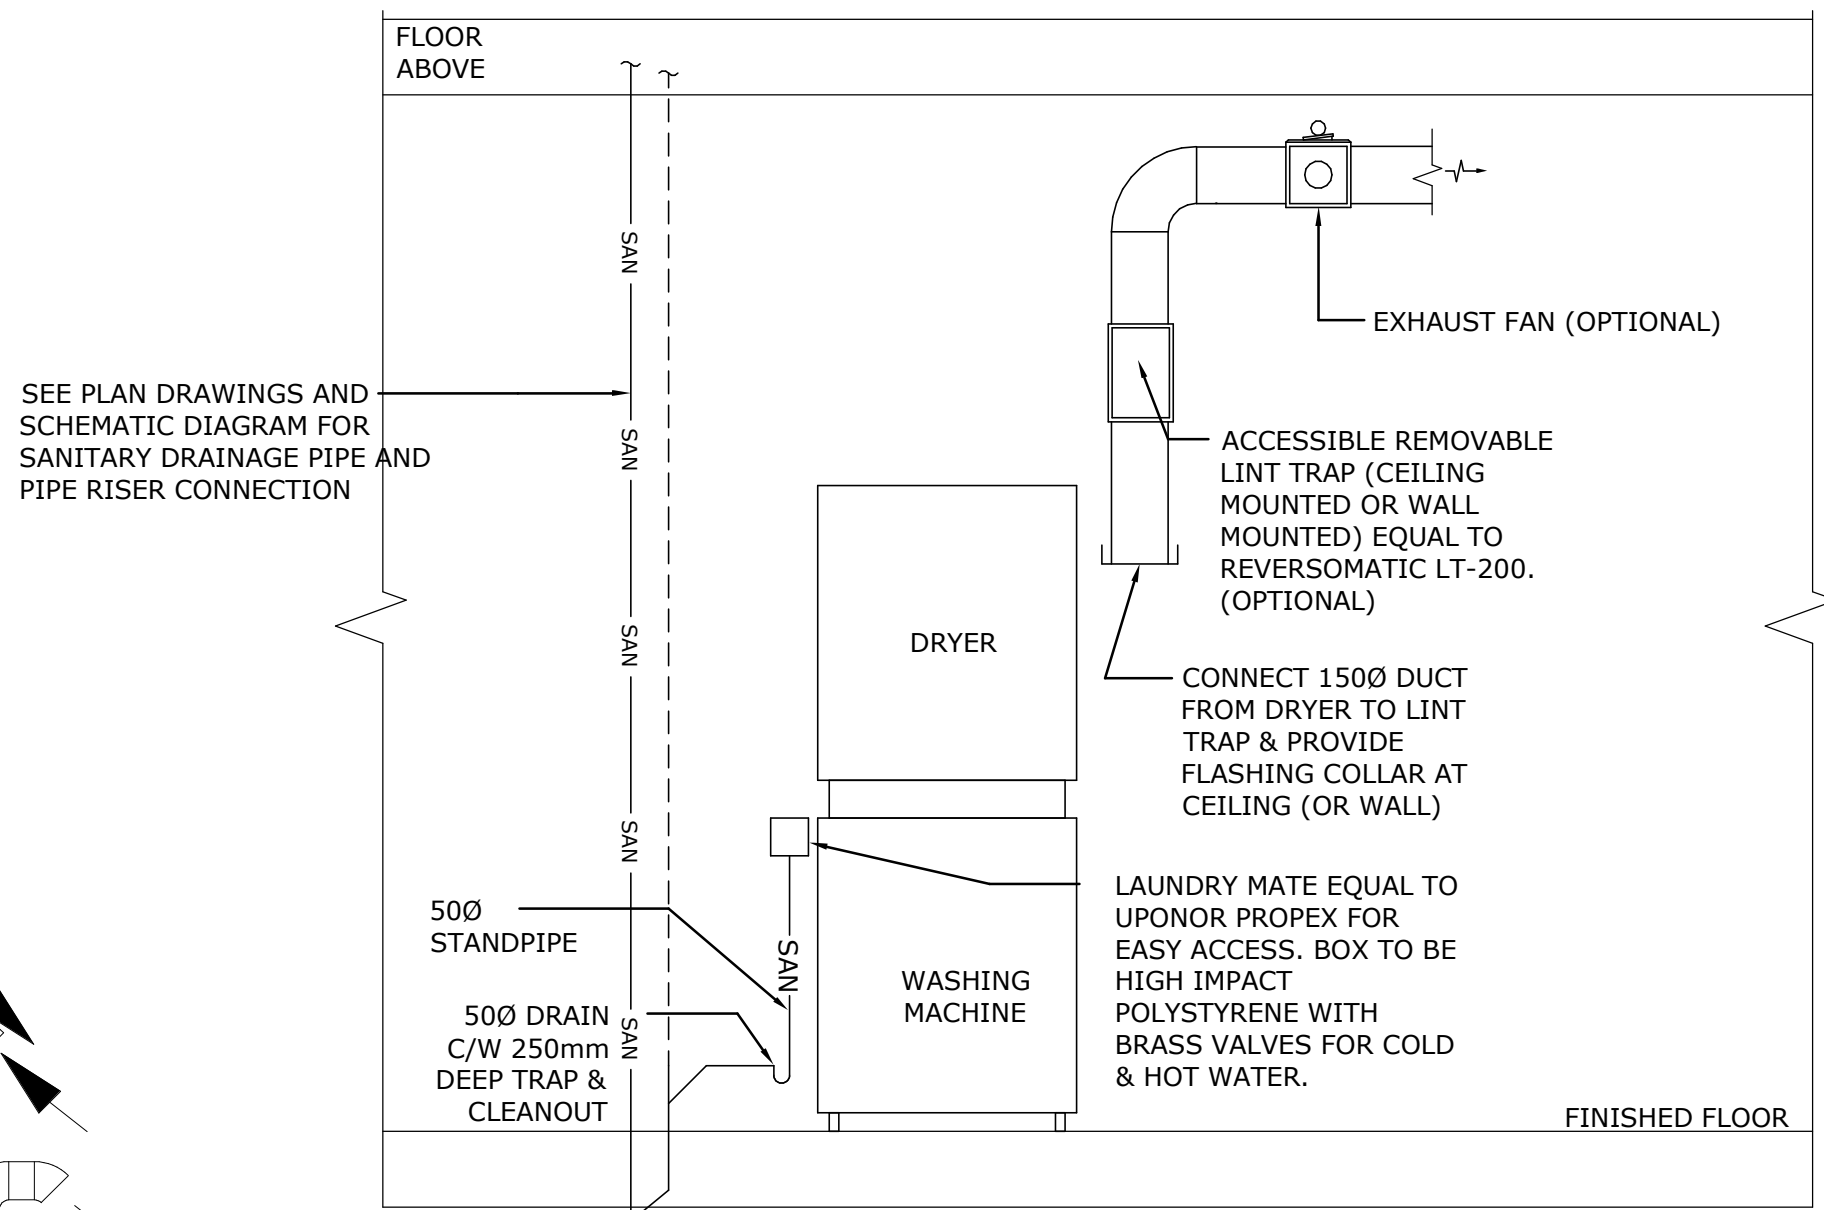 FLOOR
ABOVE
SAN
EXHAUST FAN (OPTIONAL)
SEE PLAN DRAWINGS AND
SCHEMATIC DIAGRAM FOR
SANITARY DRAINAGE PIPE AND
PIPE RISER CONNECTION
SAN
ACCESSIBLE REMOVABLE
LINT TRAP (CEILING
MOUNTED OR WALL
MOUNTED) EQUAL TO
REVERSOMATIC LT-200.
(OPTIONAL)
SAN
DRYER
CONNECT 150Ø DUCT
FROM DRYER TO LINT
TRAP & PROVIDE
FLASHING COLLAR AT
CEILING (OR WALL)
SAN
50Ø
STANDPIPE
SAN
WASHING
MACHINE
LAUNDRY MATE EQUAL TO
UPONOR PROPEX FOR
EASY ACCESS. BOX TO BE
HIGH IMPACT
POLYSTYRENE WITH
BRASS VALVES FOR COLD
& HOT WATER.
50Ø DRAIN
C/W 250mm
DEEP TRAP &
CLEANOUT
SAN
FINISHED FLOOR